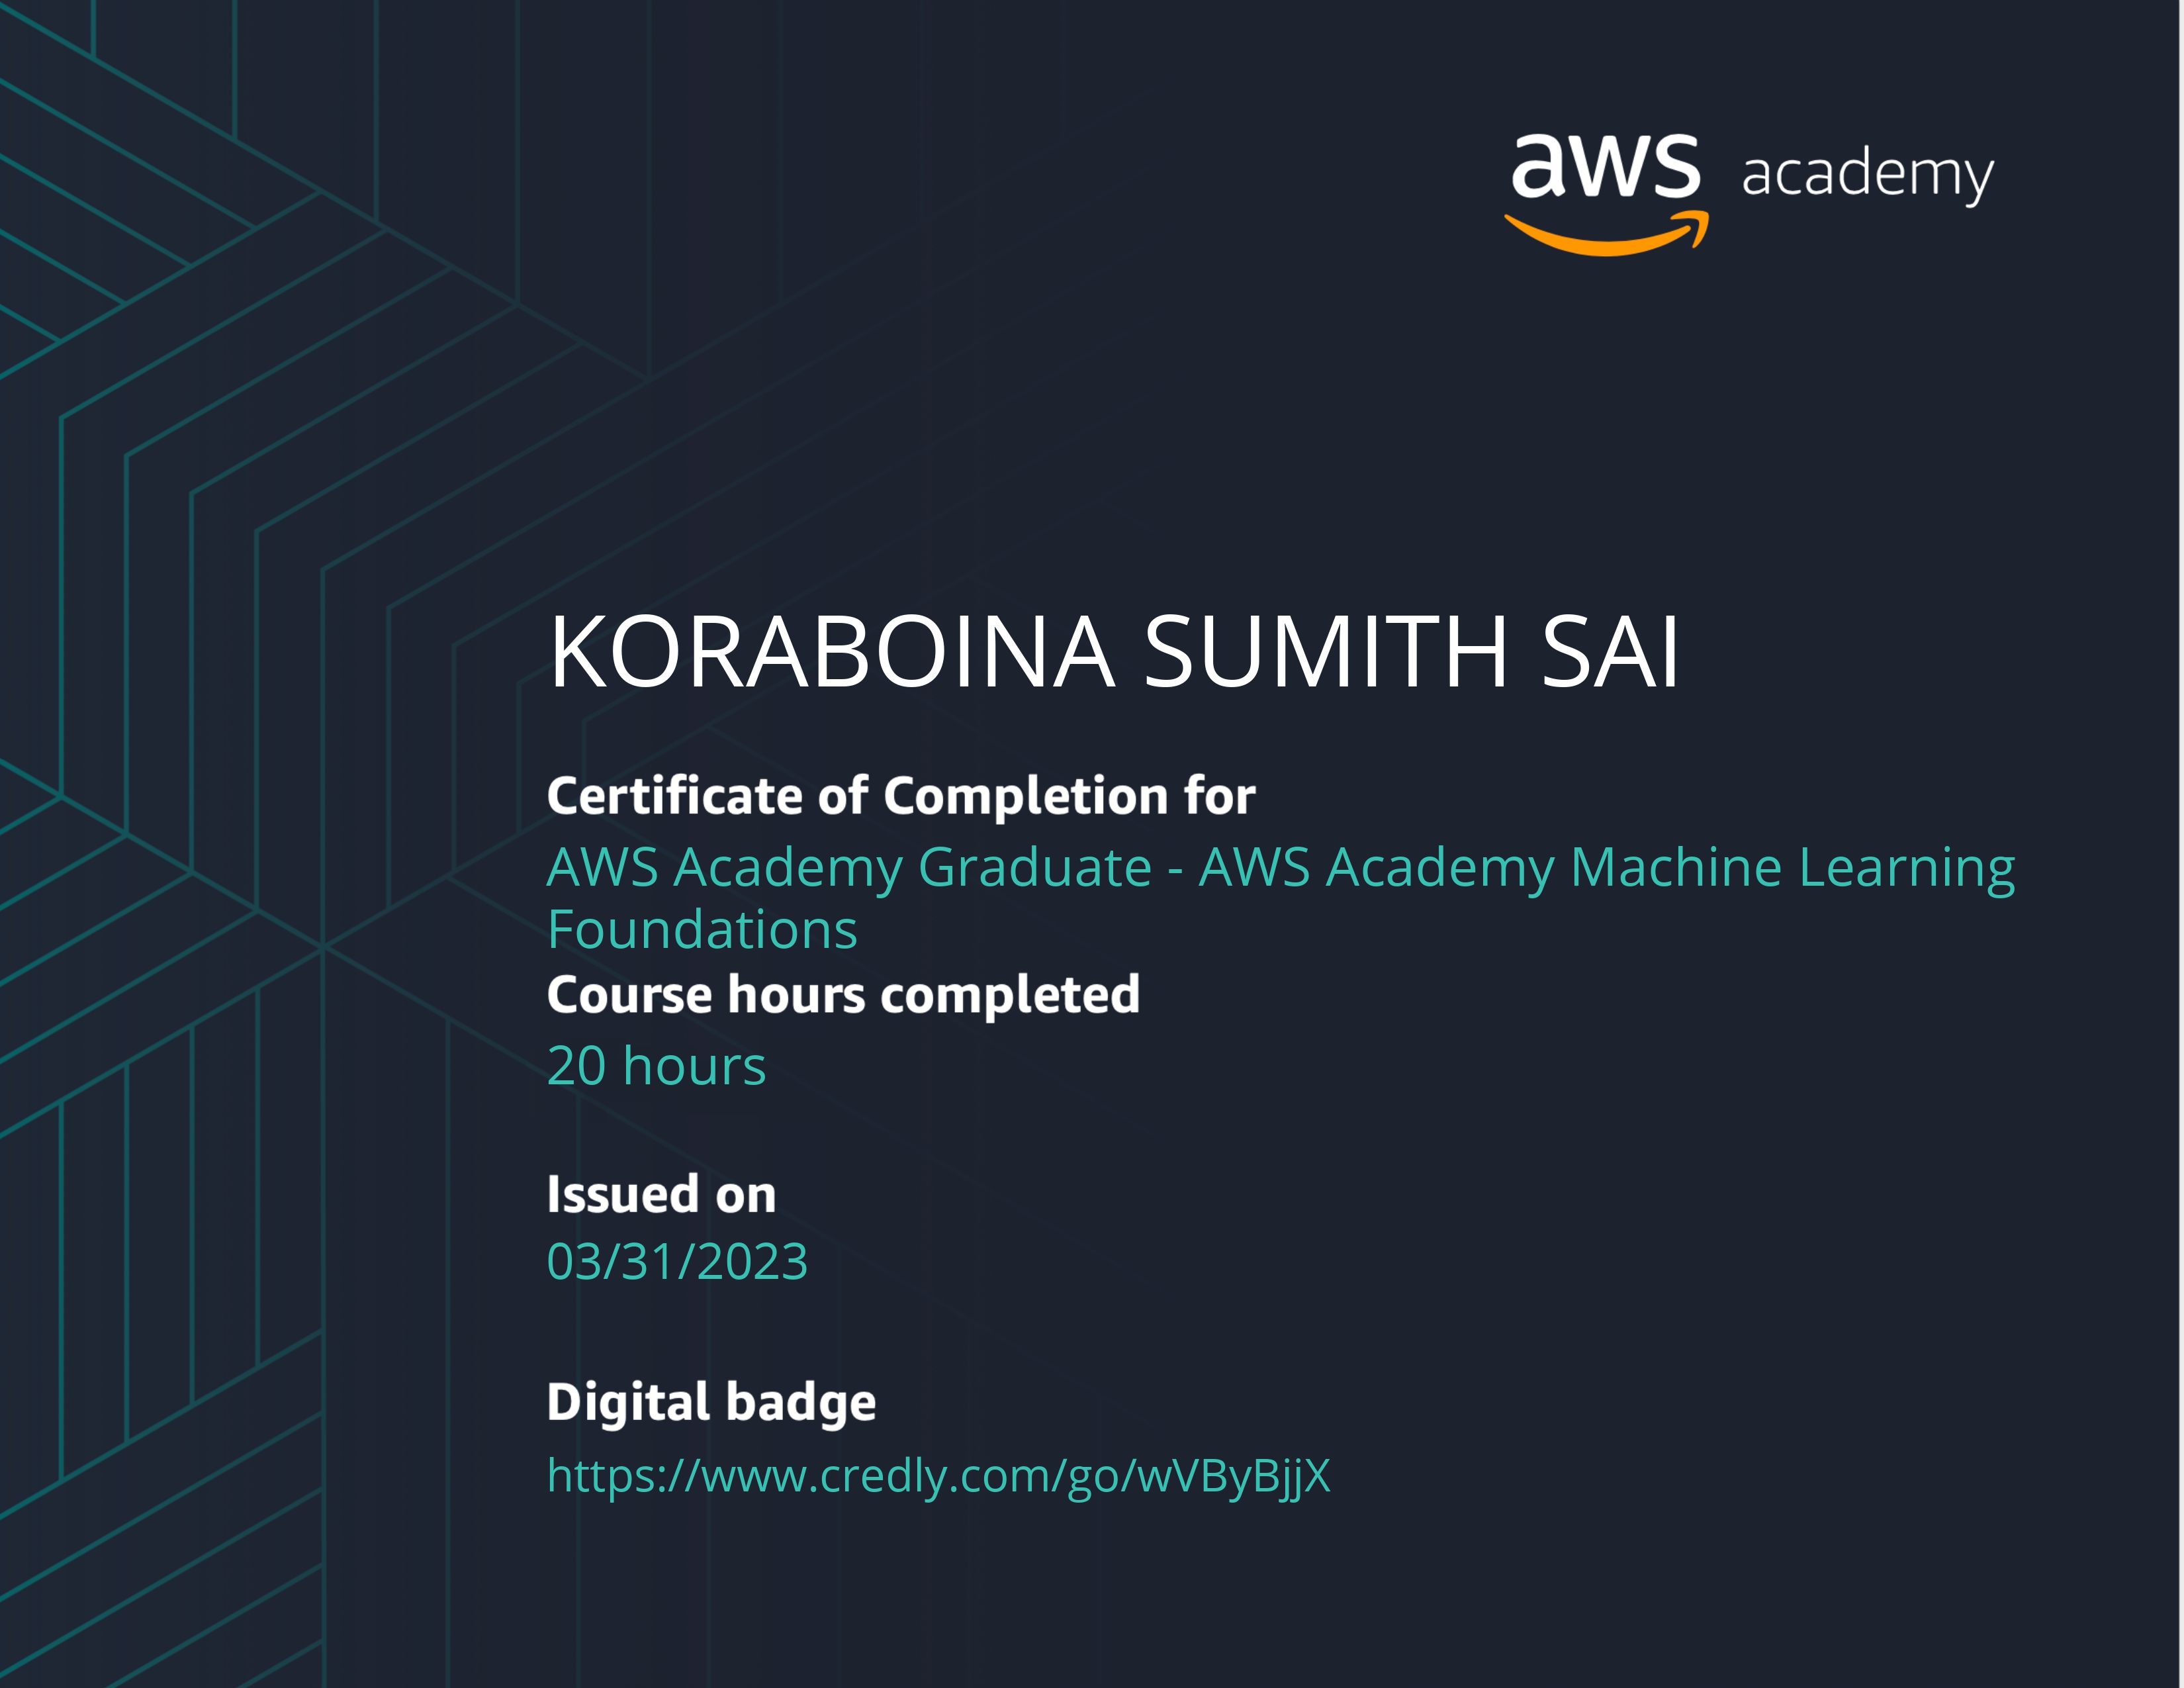 aws academy
KORABOINA SUMITH SAI
Certificate of Completion for
AWS Academy Graduate - AWS Academy Machine Learning
Foundations
Course hours completed
20 hours
Issued on
03/31/2023
Digital badge
https://www.credly.com/go/wVByBjjX